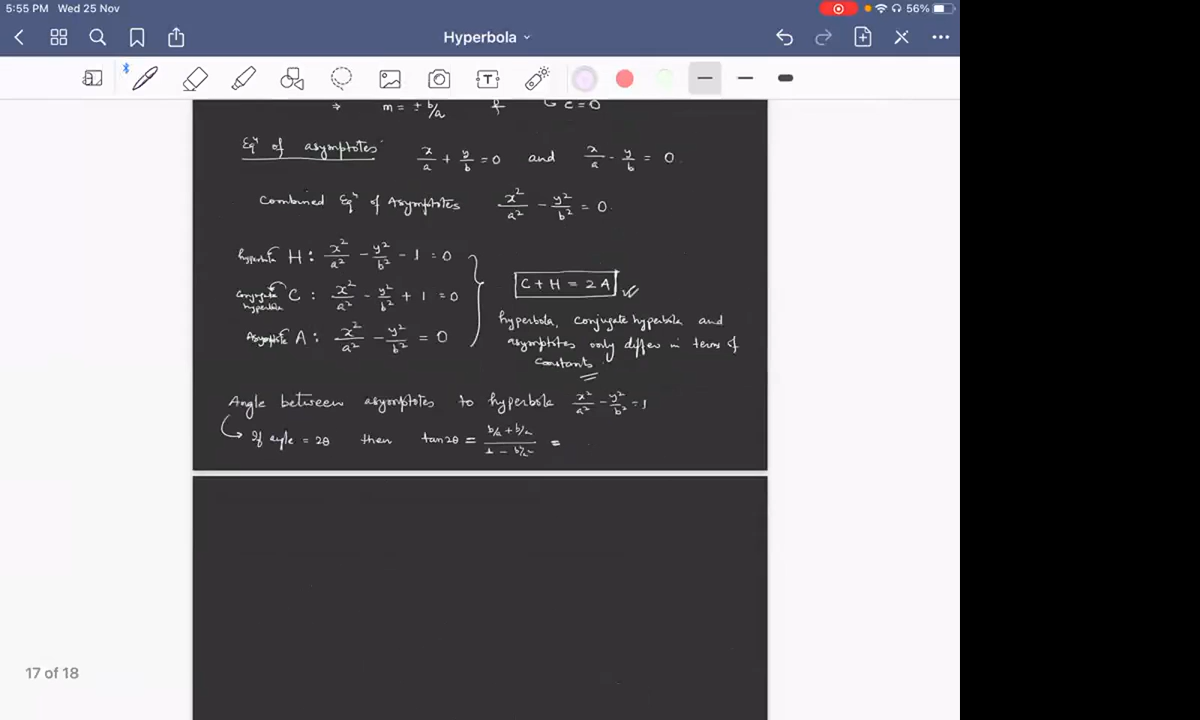 5:55 PM Wed 25 Nov
56%
Hyperbola
⇒ m = ± b/a & ↳ c = 0
Eqⁿ of asymptotes x/a + y/b = 0 and x/a - y/b = 0
Combined Eqⁿ of Asymptotes x²/a² - y²/b² = 0.
hyperbola H : x²/a² - y²/b² - 1 = 0
Conjugate hyperbola C : x²/a² - y²/b² + 1 = 0
Asymptote A : x²/a² - y²/b² = 0
C + H = 2A
hyperbola, conjugate hyperbola and
asymptotes only differ in terms of
constants
Angle between asymptotes to hyperbola x²/a² - y²/b² = 1
If angle = 2θ then tan2θ = (b/a + b/a)/(1 - b²/a²) =
17 of 18